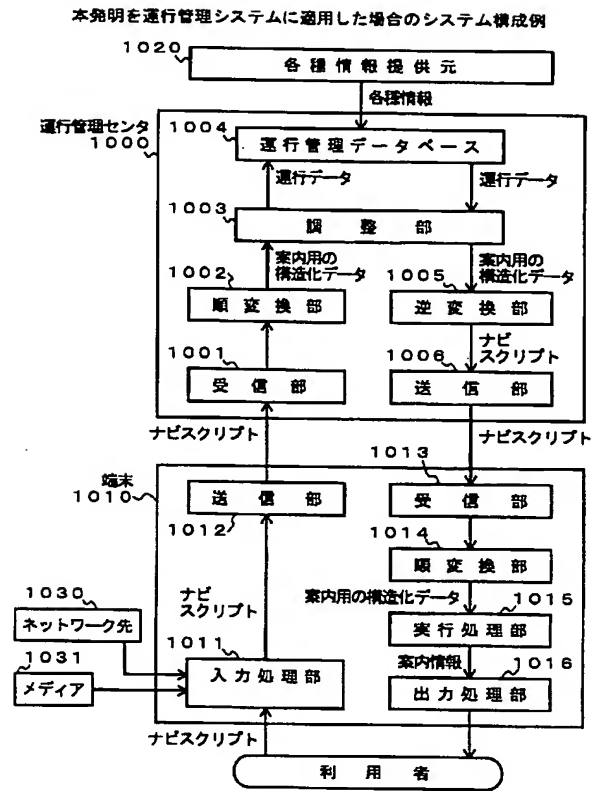 本発明を運行管理システムに適用した場合のシステム構成例
1020
各種情報提供元
各種情報
運行管理センタ
1000
1004
運行管理データベース
運行データ
運行データ
1003
調整部
案内用の
構造化データ
案内用の
構造化データ
1002
順変換部
1005
逆変換部
ナビ
スクリプト
1001
受信部
1006
送信部
ナビスクリプト
ナビスクリプト
1013
端末
1010
送信部
1012
受信部
1014
順変換部
案内用の構造化データ
1015
実行処理部
ナビ
スクリプト
1030
ネットワーク先
1011
入力処理部
案内情報
1016
出力処理部
1031
メディア
ナビスクリプト
利用者